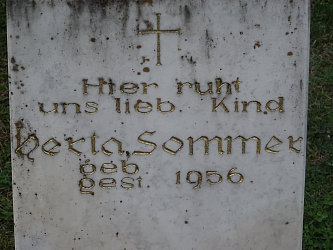 Hier ruht
uns lieb. Kind
Herta Sommer
geb.
gest. 1956